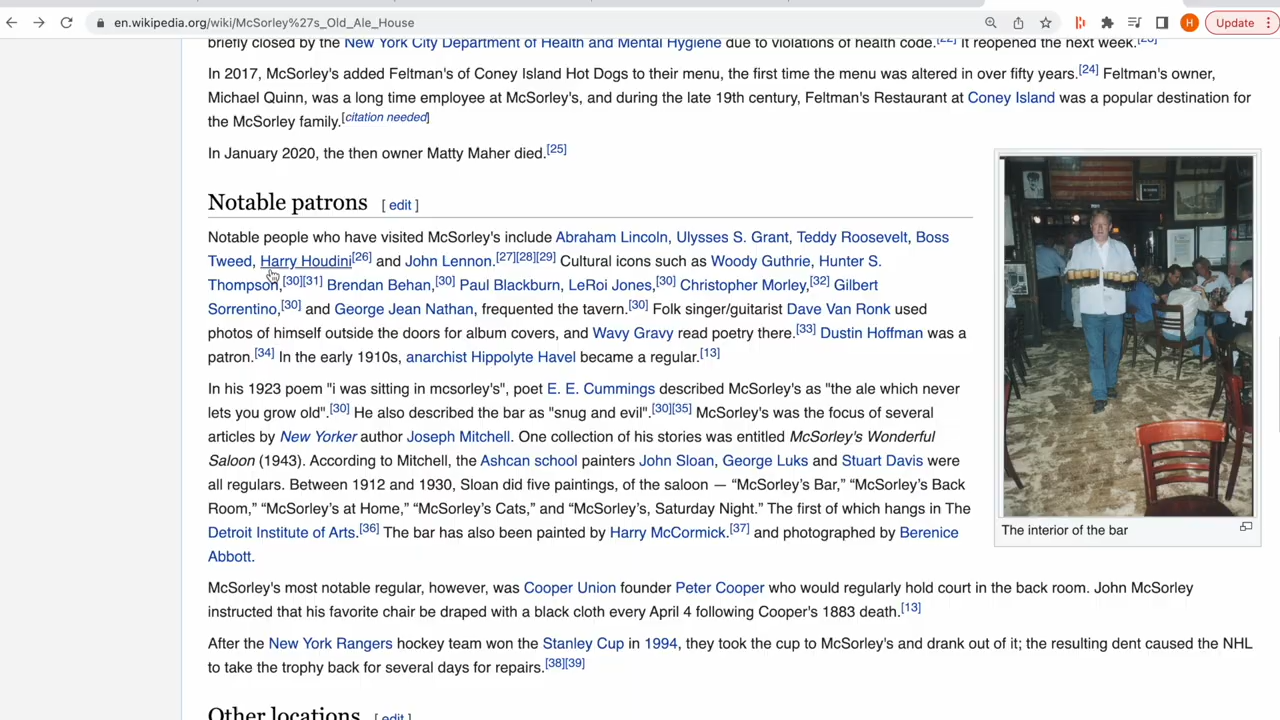 en.wikipedia.org/wiki/McSorley%27s_Old_Ale_House
H
Update
briefly closed by the New York City Department of Health and Mental Hygiene due to violations of health code.[22] It reopened the next week.[23]
In 2017, McSorley's added Feltman's of Coney Island Hot Dogs to their menu, the first time the menu was altered in over fifty years.[24] Feltman's owner,
Michael Quinn, was a long time employee at McSorley's, and during the late 19th century, Feltman's Restaurant at Coney Island was a popular destination for
the McSorley family.[citation needed]
In January 2020, the then owner Matty Maher died.[25]
Notable patrons [ edit ]
Notable people who have visited McSorley's include Abraham Lincoln, Ulysses S. Grant, Teddy Roosevelt, Boss
Tweed, Harry Houdini[26] and John Lennon.[27][28][29] Cultural icons such as Woody Guthrie, Hunter S.
Thompson,[30][31] Brendan Behan,[30] Paul Blackburn, LeRoi Jones,[30] Christopher Morley,[32] Gilbert
Sorrentino,[30] and George Jean Nathan, frequented the tavern.[30] Folk singer/guitarist Dave Van Ronk used
photos of himself outside the doors for album covers, and Wavy Gravy read poetry there.[33] Dustin Hoffman was a
patron.[34] In the early 1910s, anarchist Hippolyte Havel became a regular.[13]
In his 1923 poem "i was sitting in mcsorley's", poet E. E. Cummings described McSorley's as "the ale which never
lets you grow old".[30] He also described the bar as "snug and evil".[30][35] McSorley's was the focus of several
articles by New Yorker author Joseph Mitchell. One collection of his stories was entitled McSorley's Wonderful
Saloon (1943). According to Mitchell, the Ashcan school painters John Sloan, George Luks and Stuart Davis were
all regulars. Between 1912 and 1930, Sloan did five paintings, of the saloon — “McSorley’s Bar,” “McSorley’s Back
Room,” “McSorley’s at Home,” “McSorley’s Cats,” and “McSorley’s, Saturday Night.” The first of which hangs in The
Detroit Institute of Arts.[36] The bar has also been painted by Harry McCormick.[37] and photographed by Berenice
Abbott.
The interior of the bar
McSorley's most notable regular, however, was Cooper Union founder Peter Cooper who would regularly hold court in the back room. John McSorley
instructed that his favorite chair be draped with a black cloth every April 4 following Cooper's 1883 death.[13]
After the New York Rangers hockey team won the Stanley Cup in 1994, they took the cup to McSorley's and drank out of it; the resulting dent caused the NHL
to take the trophy back for several days for repairs.[38][39]
Other locations [ edit ]